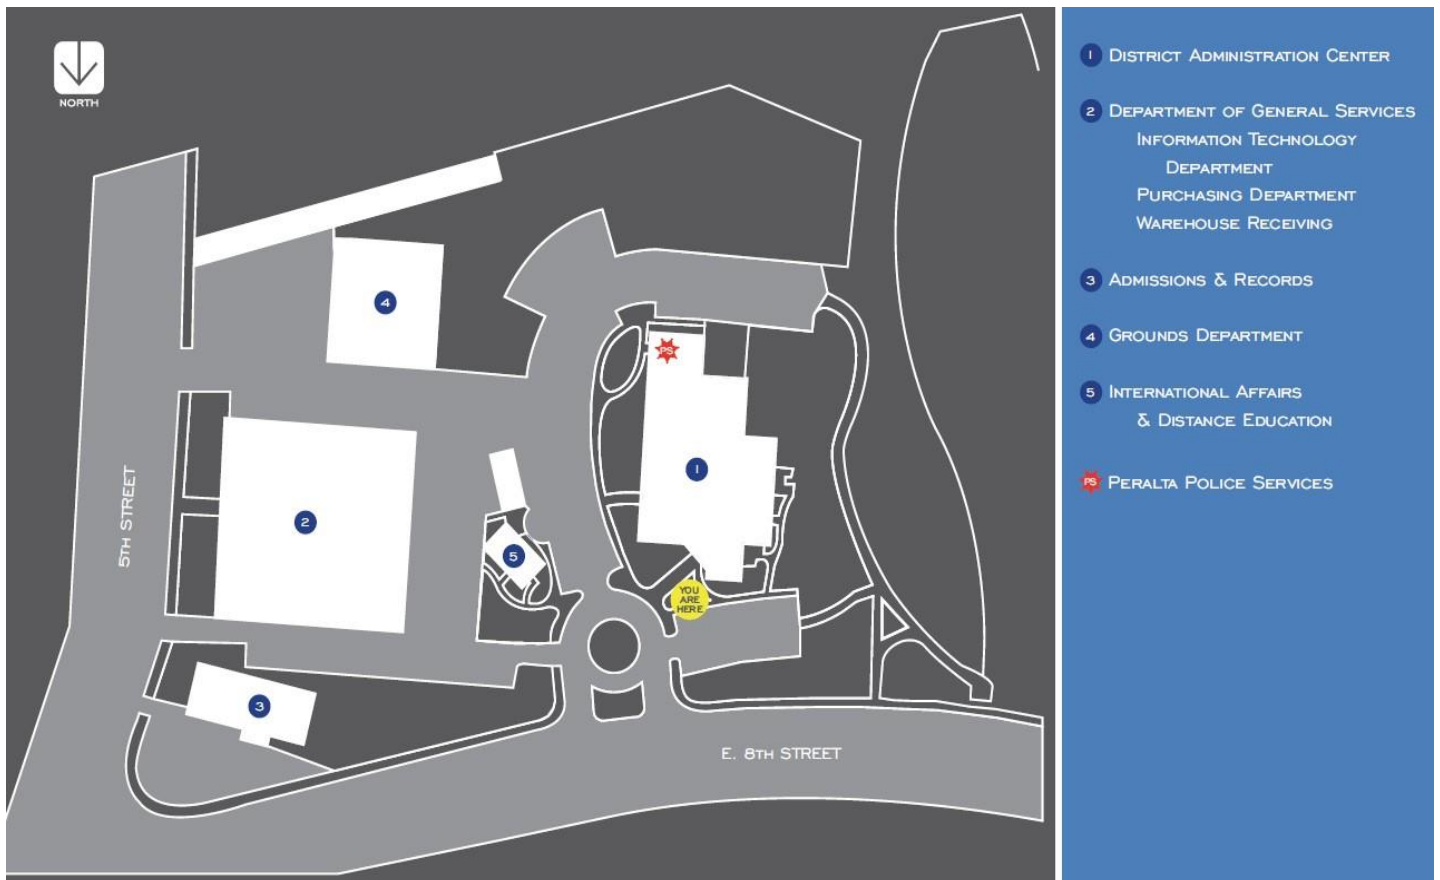 NORTH
4
PS
1
2
5
5TH STREET
YOU
ARE
HERE
3
E. 8TH STREET
1 DISTRICT ADMINISTRATION CENTER
2 DEPARTMENT OF GENERAL SERVICES
INFORMATION TECHNOLOGY
DEPARTMENT
PURCHASING DEPARTMENT
WAREHOUSE RECEIVING
3 ADMISSIONS & RECORDS
4 GROUNDS DEPARTMENT
5 INTERNATIONAL AFFAIRS
& DISTANCE EDUCATION
PS PERALTA POLICE SERVICES